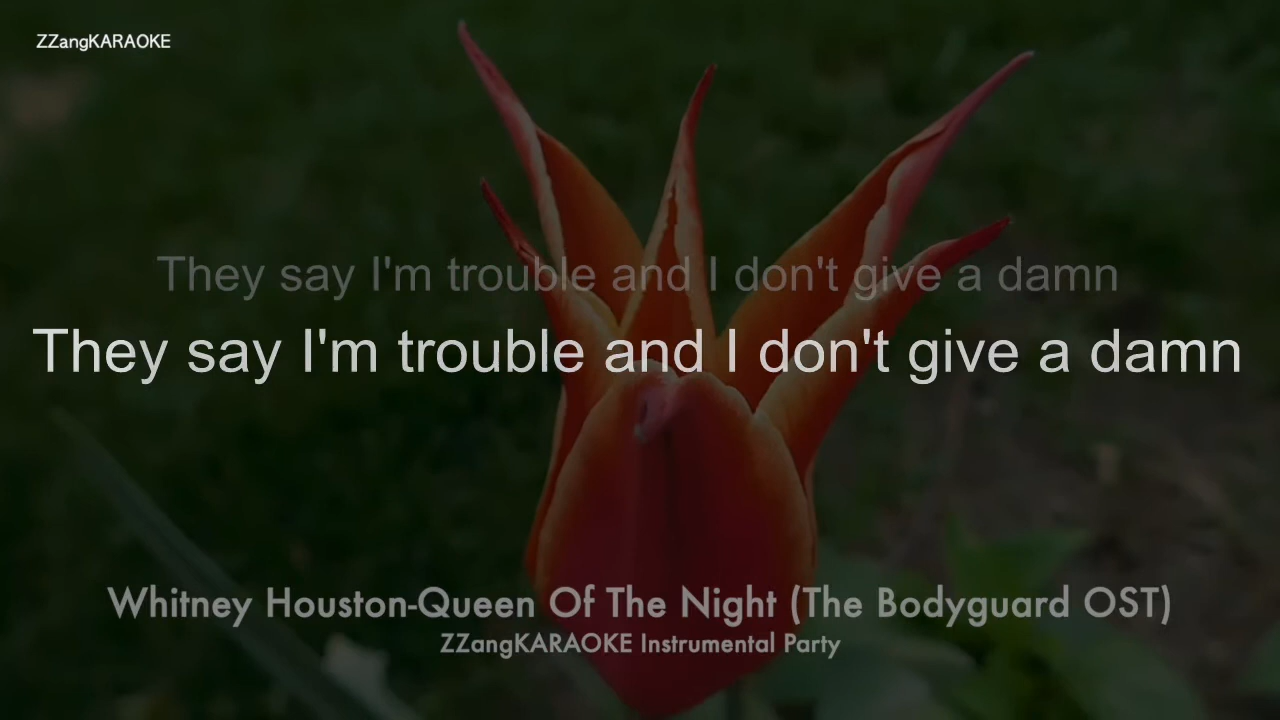 ZZangKARAOKE
They say I'm trouble and I don't give a damn
They say I'm trouble and I don't give a damn
Whitney Houston-Queen Of The Night (The Bodyguard OST)
ZZangKARAOKE Instrumental Party